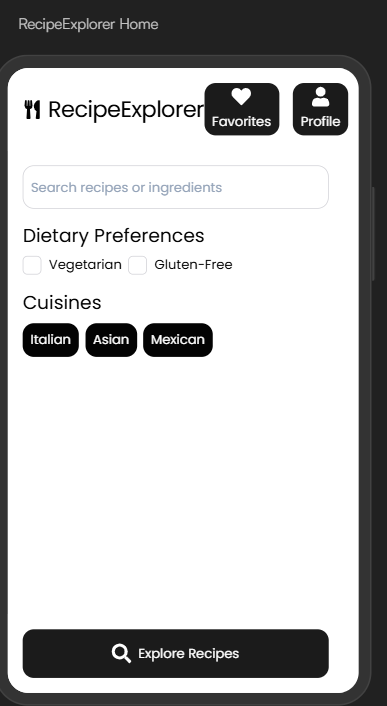 RecipeExplorer Home
RecipeExplorer
Favorites
Profile
Search recipes or ingredients
Dietary Preferences
Vegetarian Gluten-Free
Cuisines
Italian Asian Mexican
Explore Recipes